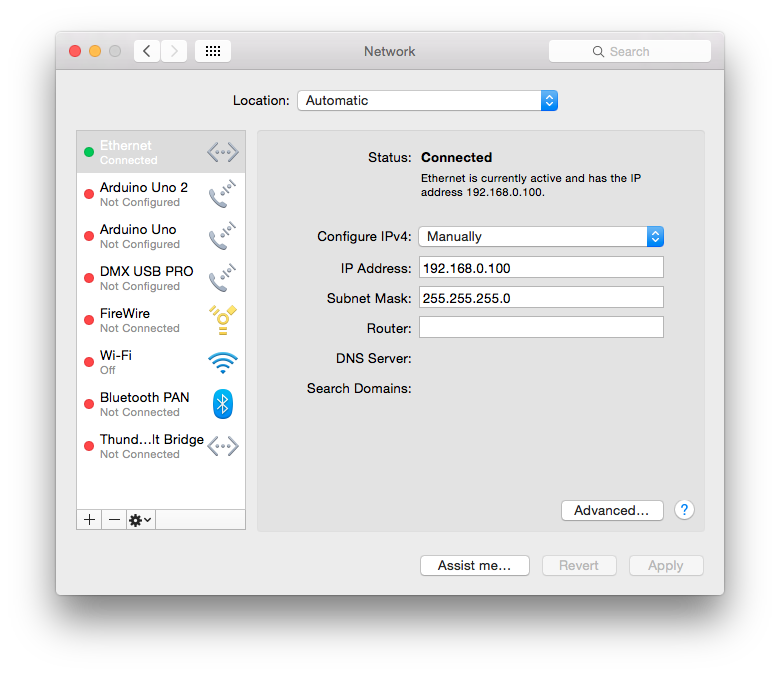 Network
Search
Location: Automatic
Ethernet
Connected
Arduino Uno 2
Not Configured
Arduino Uno
Not Configured
DMX USB PRO
Not Configured
FireWire
Not Connected
Wi-Fi
Off
Bluetooth PAN
Not Connected
Thund...lt Bridge
Not Connected
Status: Connected
Ethernet is currently active and has the IP
address 192.168.0.100.
Configure IPv4: Manually
IP Address: 192.168.0.100
Subnet Mask: 255.255.255.0
Router:
DNS Server:
Search Domains:
Advanced... ?
Assist me... Revert Apply